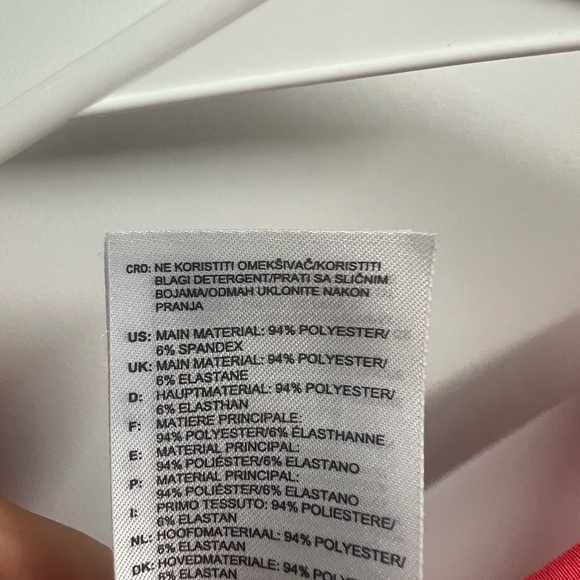 CRO: NE KORISTITI OMEKŠIVAČ/KORISTITI
BLAGI DETERGENT/PRATI SA SLIČNIM
BOJAMA/ODMAH UKLONITE NAKON
PRANJA
US: MAIN MATERIAL: 94% POLYESTER/
6% SPANDEX
UK: MAIN MATERIAL: 94% POLYESTER/
6% ELASTANE
D: HAUPTMATERIAL: 94% POLYESTER/
6% ELASTHAN
F: MATIERE PRINCIPALE:
94% POLYESTER/6% ÉLASTHANNE
E: MATERIAL PRINCIPAL:
94% POLIÉSTER/6% ELASTANO
P: MATERIAL PRINCIPAL:
94% POLIÉSTER/6% ELASTANO
I: PRIMO TESSUTO: 94% POLIESTERE/
6% ELASTAN
NL: HOOFDMATERIAAL: 94% POLYESTER/
6% ELASTAAN
DK: HOVEDMATERIALE: 94% POLYESTER/
6% ELASTAN